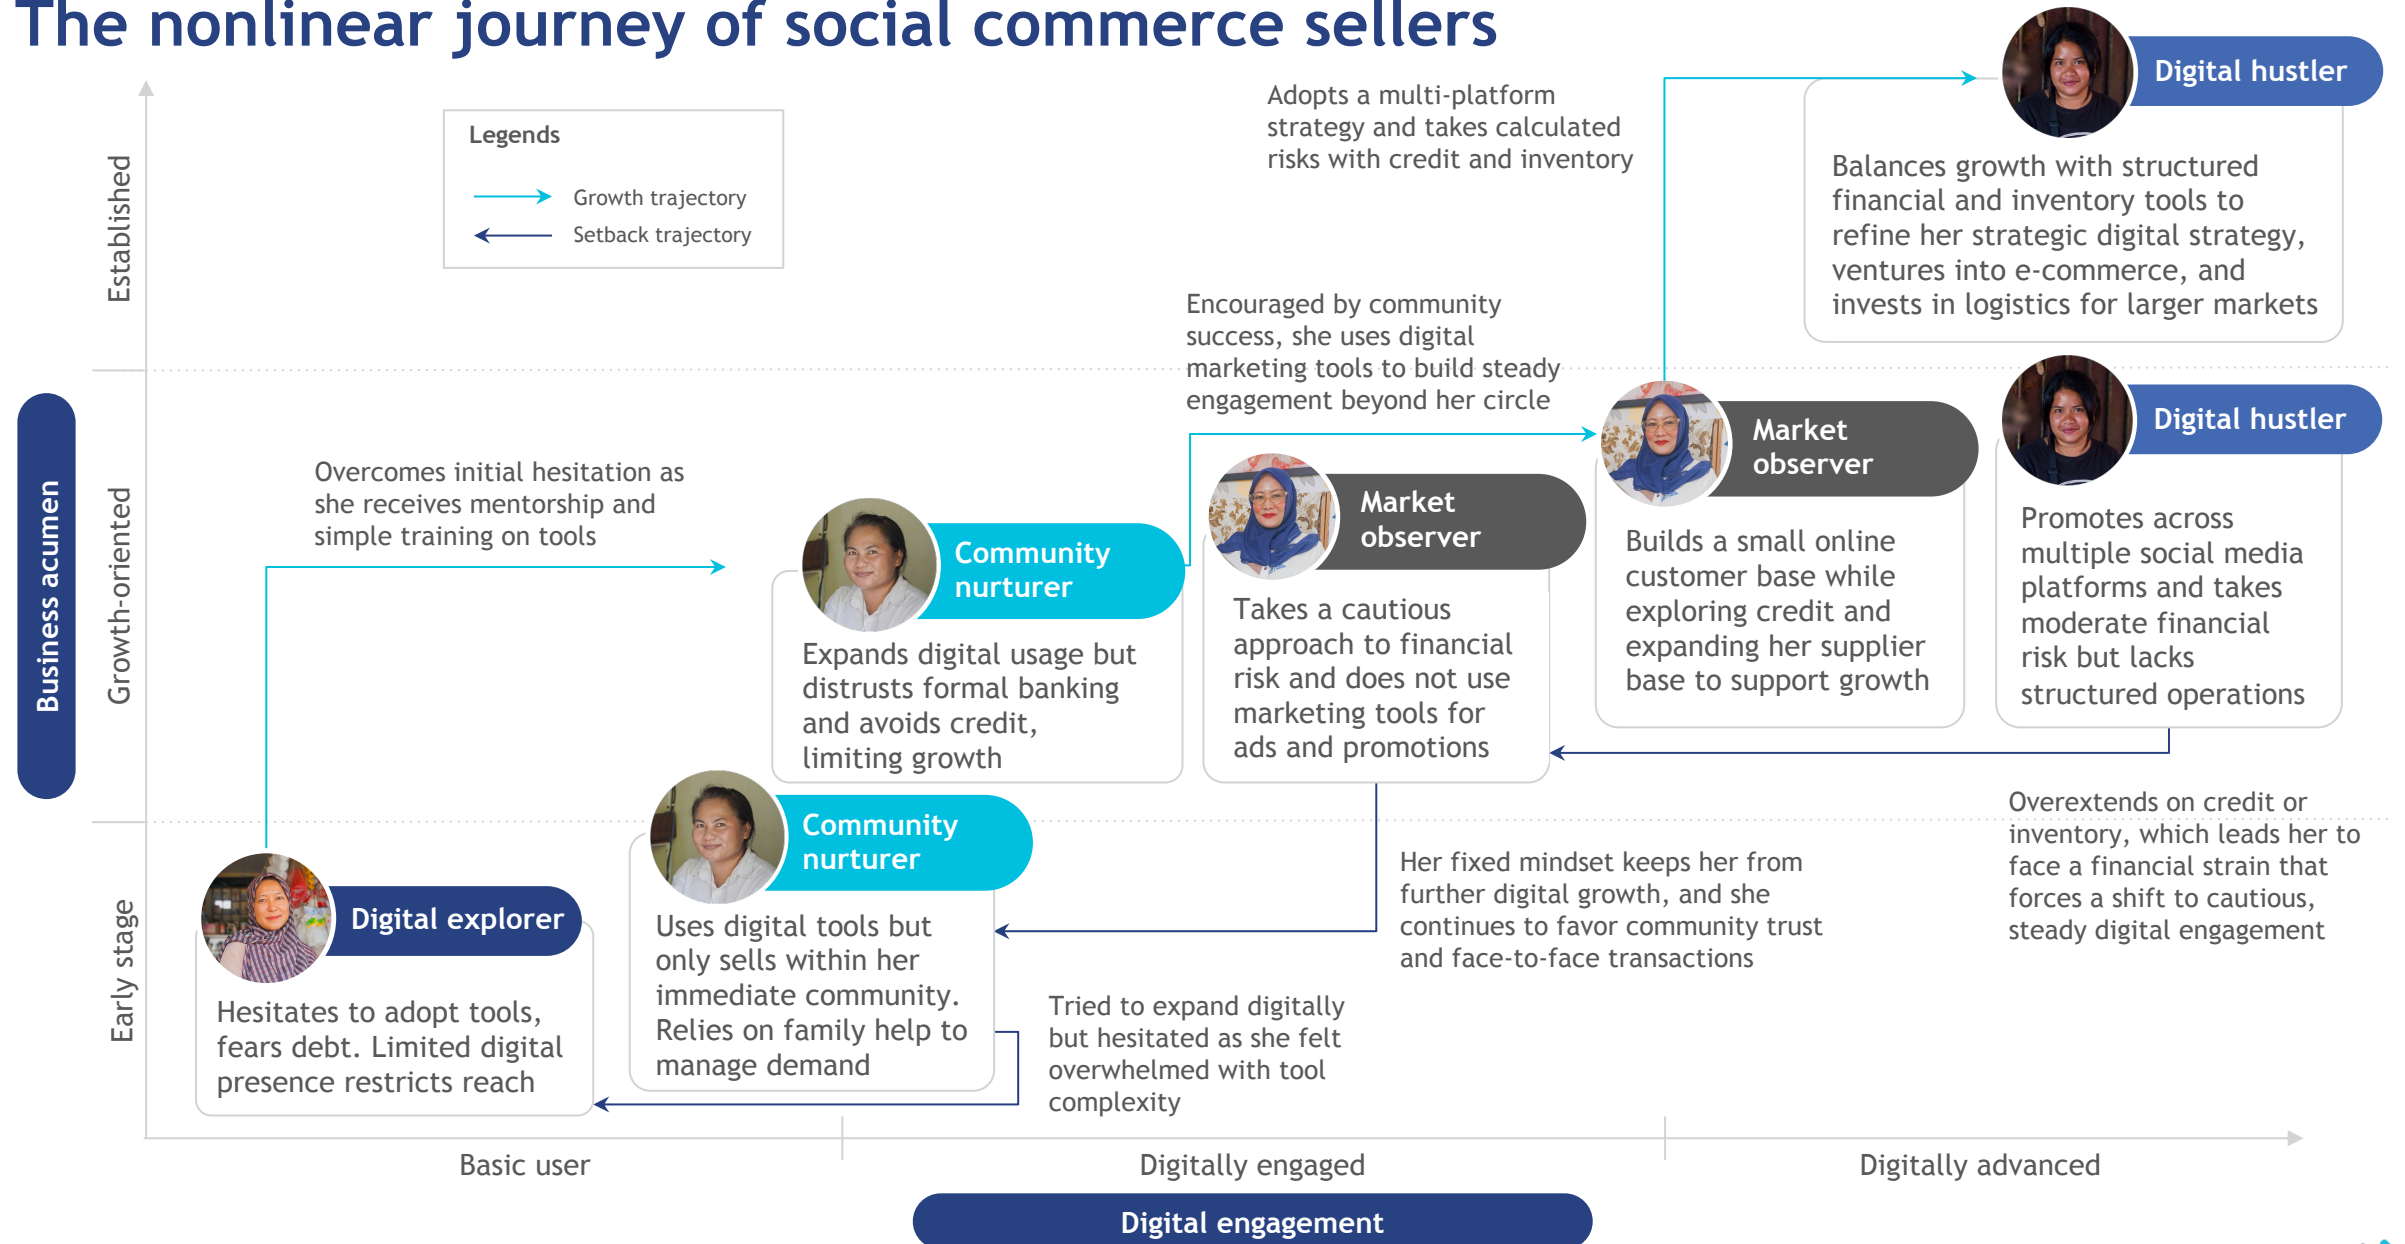 The nonlinear journey of social commerce sellers
Legends
Growth trajectory
Setback trajectory
Business acumen
Established
Growth-oriented
Early stage
Adopts a multi-platform
strategy and takes calculated
risks with credit and inventory
Digital hustler
Balances growth with structured
financial and inventory tools to
refine her strategic digital strategy,
ventures into e-commerce, and
invests in logistics for larger markets
Encouraged by community
success, she uses digital
marketing tools to build steady
engagement beyond her circle
Overcomes initial hesitation as
she receives mentorship and
simple training on tools
Community
nurturer
Expands digital usage but
distrusts formal banking
and avoids credit,
limiting growth
Market
observer
Takes a cautious
approach to financial
risk and does not use
marketing tools for
ads and promotions
Market
observer
Builds a small online
customer base while
exploring credit and
expanding her supplier
base to support growth
Digital hustler
Promotes across
multiple social media
platforms and takes
moderate financial
risk but lacks
structured operations
Digital explorer
Hesitates to adopt tools,
fears debt. Limited digital
presence restricts reach
Community
nurturer
Uses digital tools but
only sells within her
immediate community.
Relies on family help to
manage demand
Tried to expand digitally
but hesitated as she felt
overwhelmed with tool
complexity
Her fixed mindset keeps her from
further digital growth, and she
continues to favor community trust
and face-to-face transactions
Overextends on credit or
inventory, which leads her to
face a financial strain that
forces a shift to cautious,
steady digital engagement
Basic user
Digitally engaged
Digitally advanced
Digital engagement